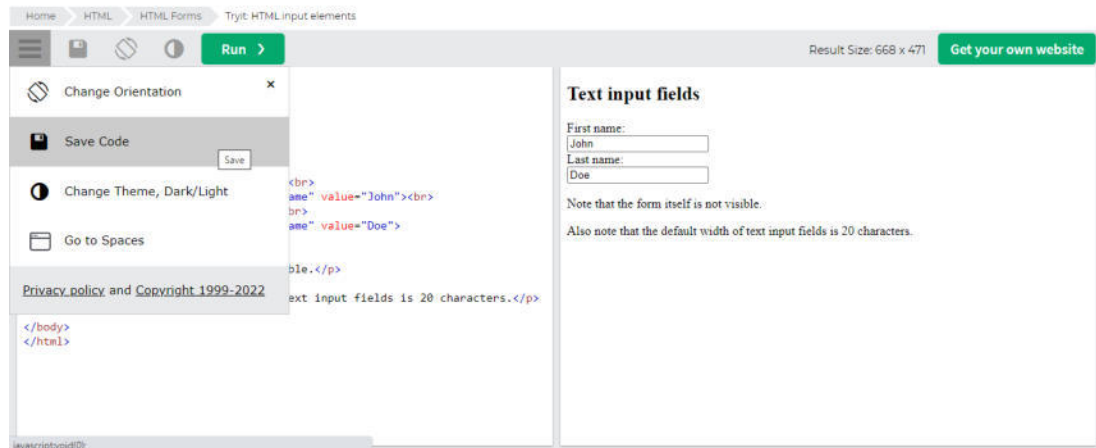 Home HTML HTML Forms Tryit: HTML input elements
Run ❯
Result Size: 668 x 471
Get your own website
Change Orientation ×
Save Code
Save
Change Theme, Dark/Light
Go to Spaces
Privacy policy and Copyright 1999-2022
<br>
ame" value="John"><br>
br>
ame" value="Doe">
ble.</p>
ext input fields is 20 characters.</p>
</body>
</html>
javascript:void(0);
Text input fields
First name:
John
Last name:
Doe
Note that the form itself is not visible.
Also note that the default width of text input fields is 20 characters.